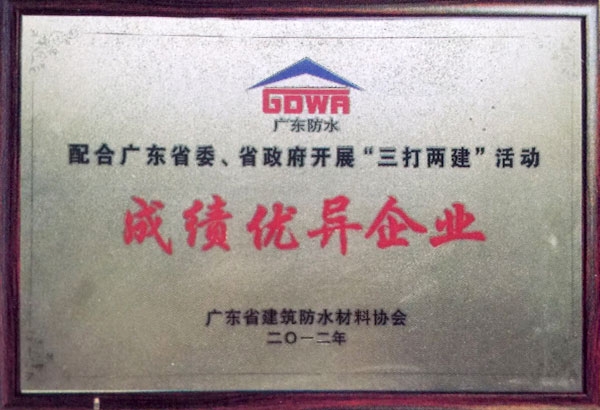 GDWA
广东防水
配合广东省委、省政府开展“三打两建”活动
成绩优异企业
广东省建筑防水材料协会
二〇一二年